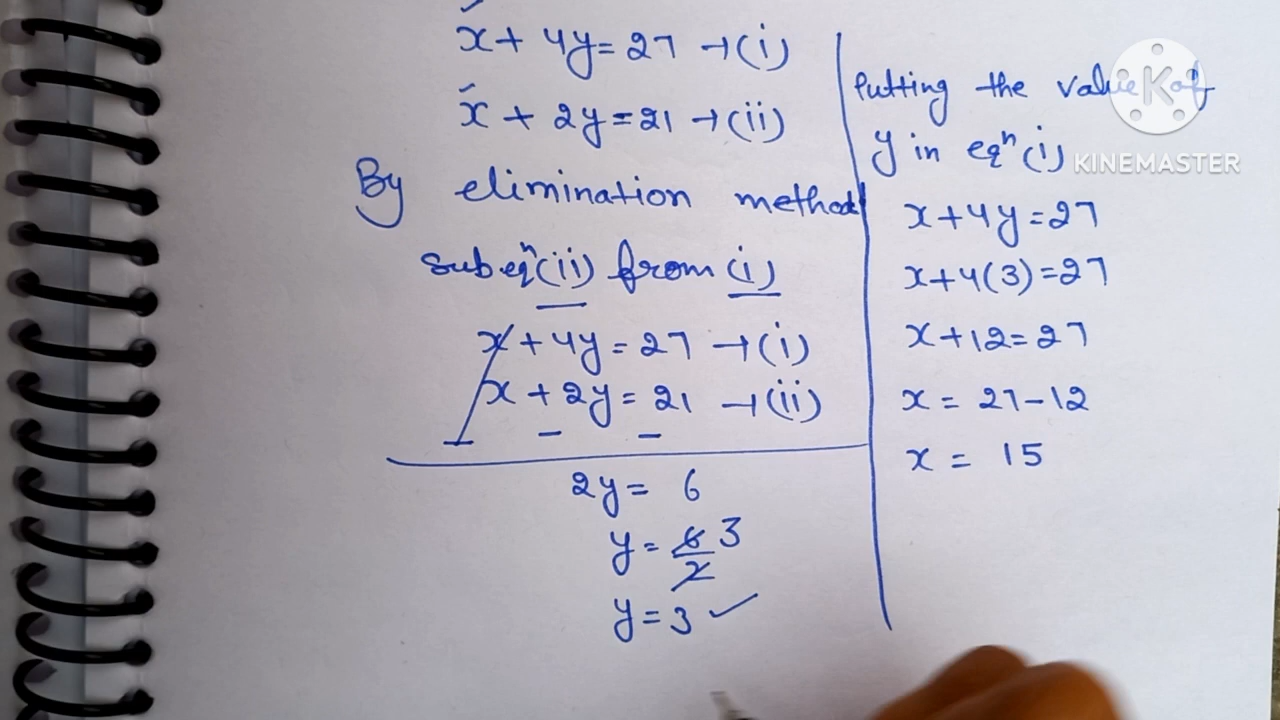 x + 4y = 27 → (i)
x + 2y = 21 → (ii)
By elimination method
sub eqⁿ (ii) from (i)
x + 4y = 27 → (i)
x + 2y = 21 → (ii)
− − −
2y = 6
y = 6/2 3
y = 3 ✓
Putting the value of
y in eqⁿ (i)
x + 4y = 27
x + 4(3) = 27
x + 12 = 27
x = 27 − 12
x = 15
K
KINEMASTER